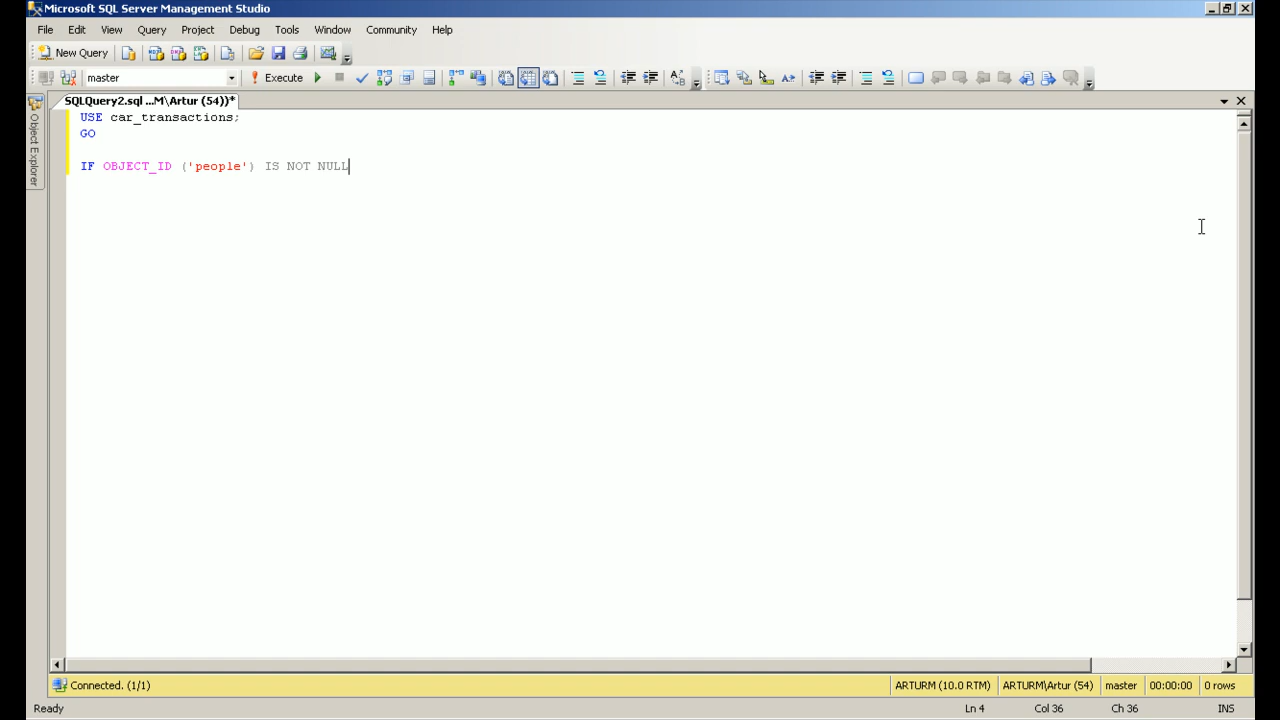 Microsoft SQL Server Management Studio
File Edit View Query Project Debug Tools Window Community Help
New Query
master Execute
SQLQuery2.sql ...M\Artur (54))*
Object Explorer
USE car_transactions;
GO
IF OBJECT_ID ('people') IS NOT NULL
Connected. (1/1) ARTURM (10.0 RTM) ARTURM\Artur (54) master 00:00:00 0 rows
Ready Ln 4 Col 36 Ch 36 INS